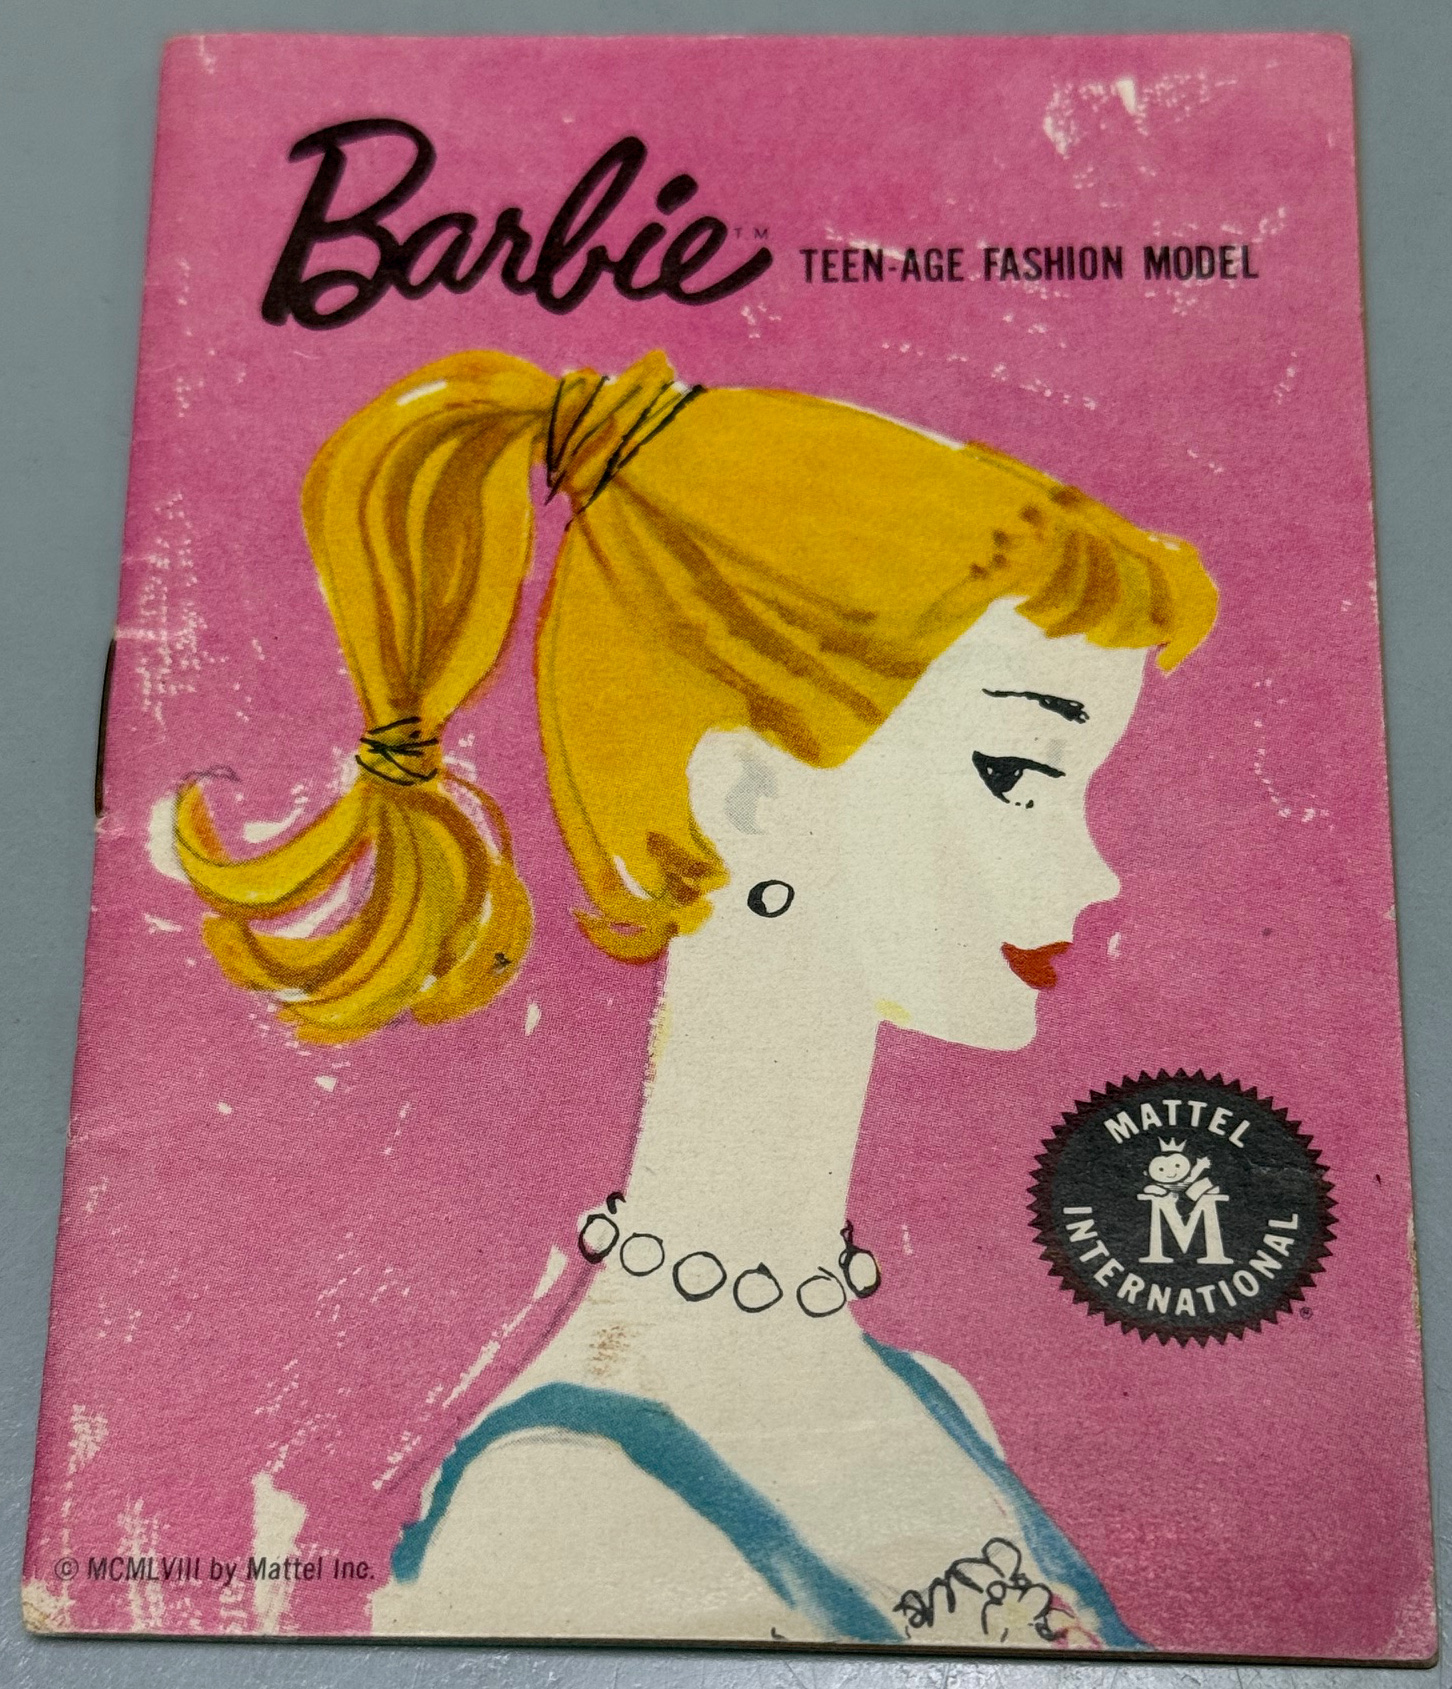 Barbie™ TEEN-AGE FASHION MODEL
MATTEL
M
INTERNATIONAL®
© MCMLVIII by Mattel Inc.